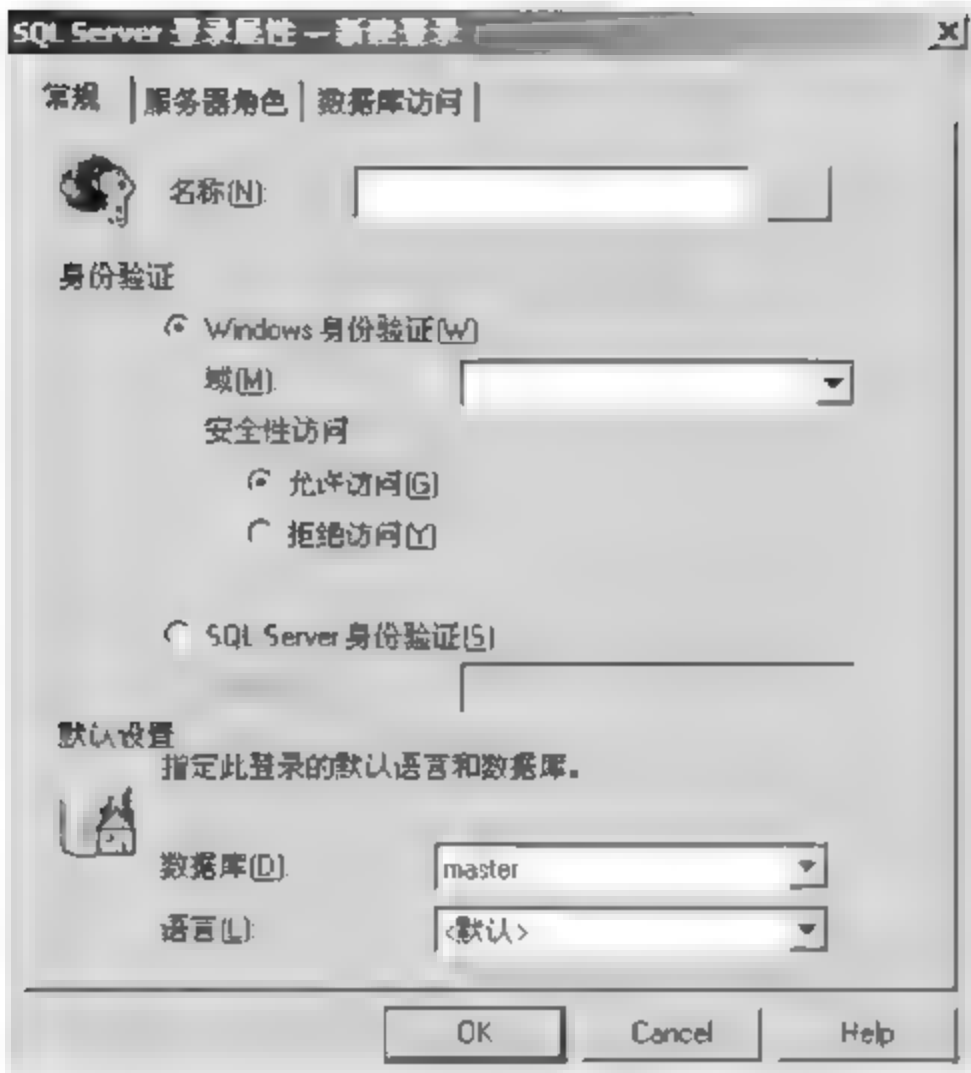 SQL Server 登录属性 — 新建登录
常规 服务器角色 数据库访问
名称(N):
身份验证
Windows 身份验证(W)
域(M):
安全性访问
允许访问(G)
拒绝访问(Y)
SQL Server 身份验证(S)
默认设置
指定此登录的默认语言和数据库。
数据库(D): master
语言(L): <默认>
OK Cancel Help